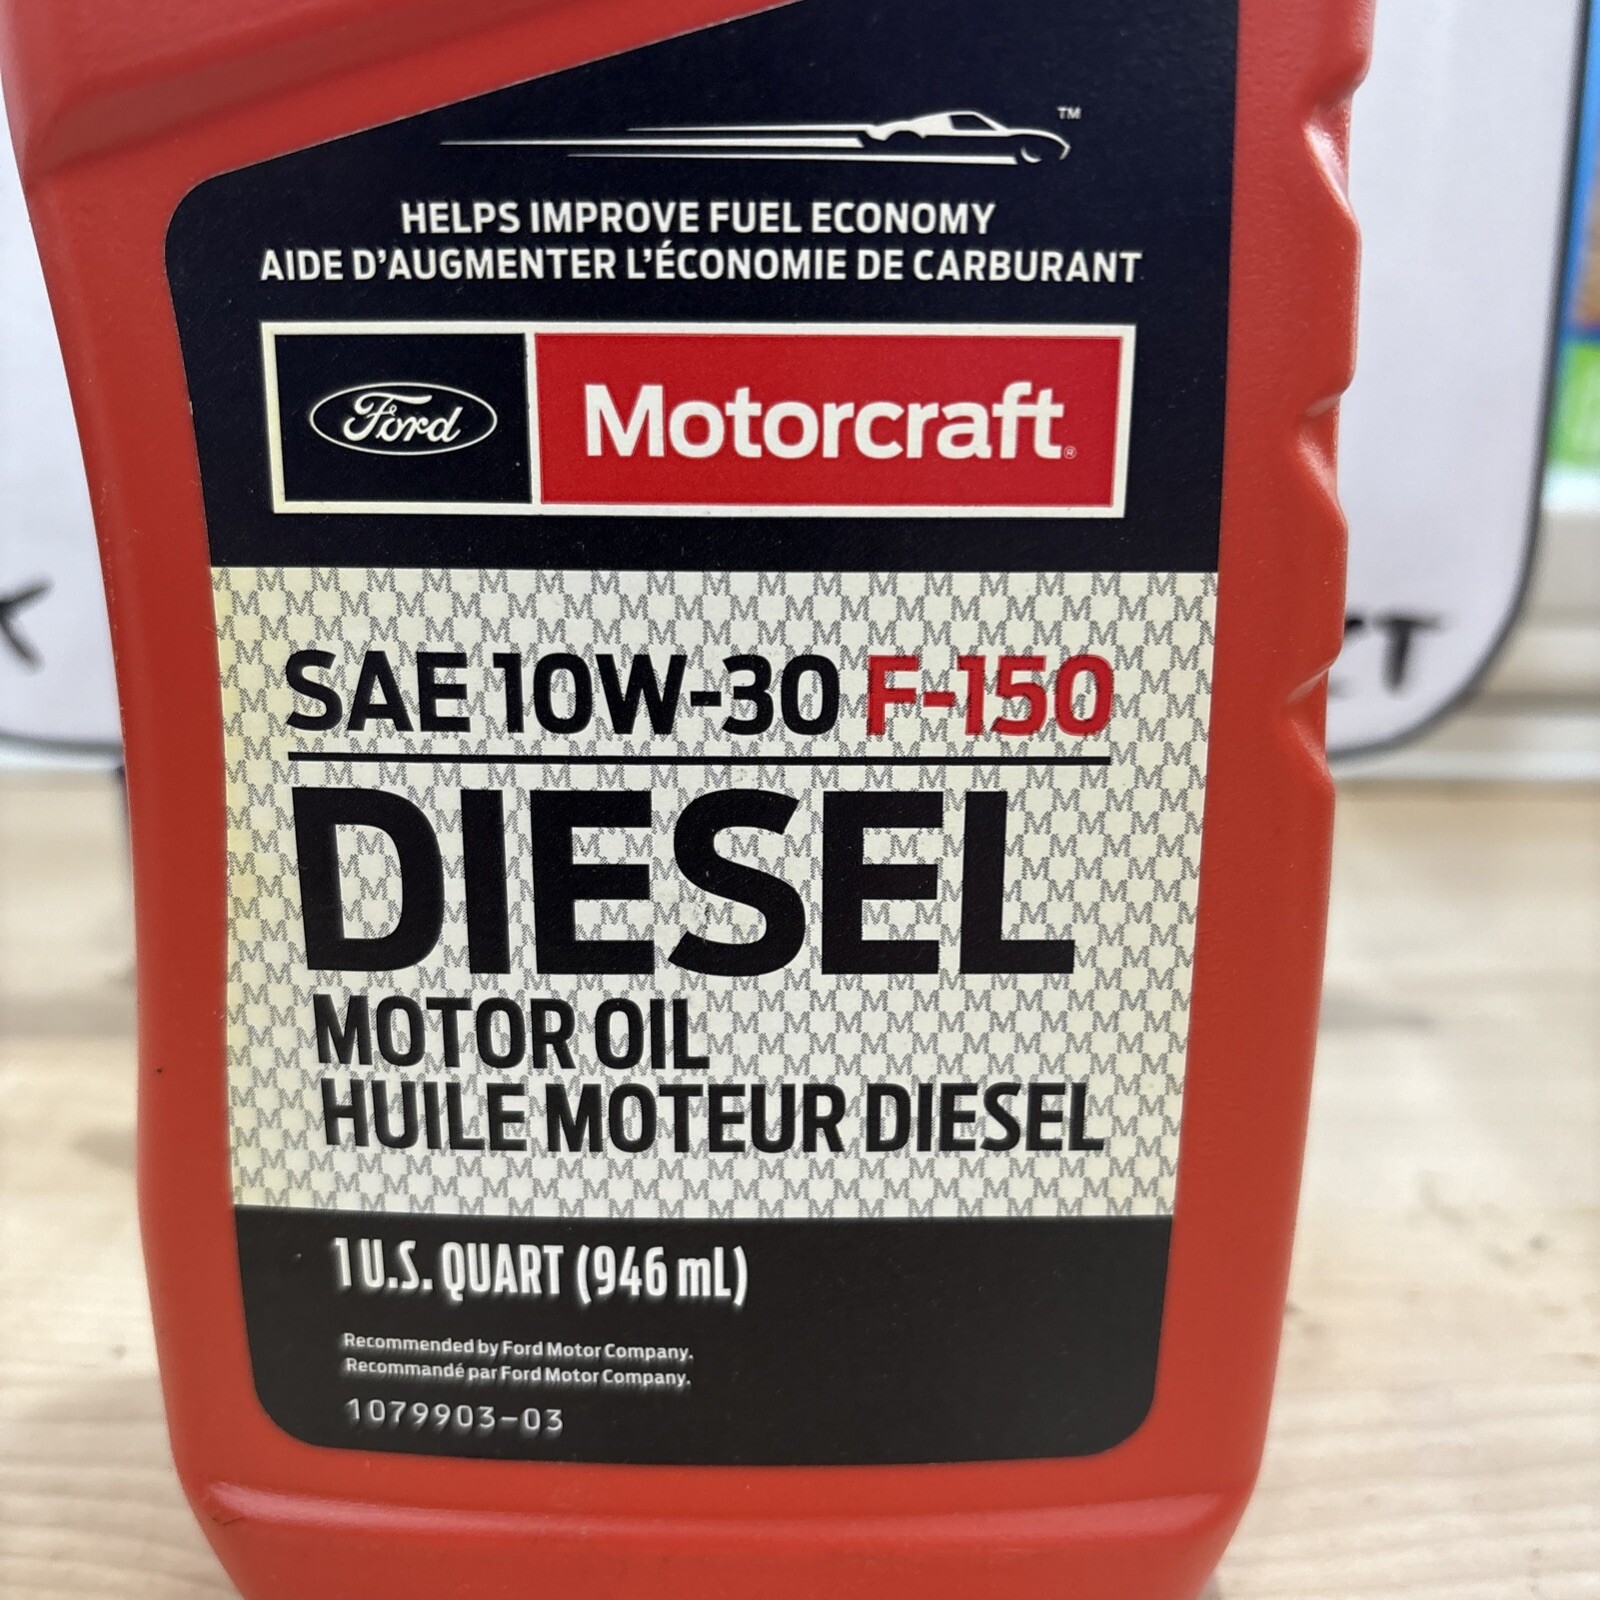 ™
HELPS IMPROVE FUEL ECONOMY
AIDE D'AUGMENTER L'ÉCONOMIE DE CARBURANT
Ford Motorcraft®
SAE 10W-30 F-150
DIESEL
MOTOR OIL
HUILE MOTEUR DIESEL
1 U.S. QUART (946 mL)
Recommended by Ford Motor Company.
Recommandé par Ford Motor Company.
1079903-03